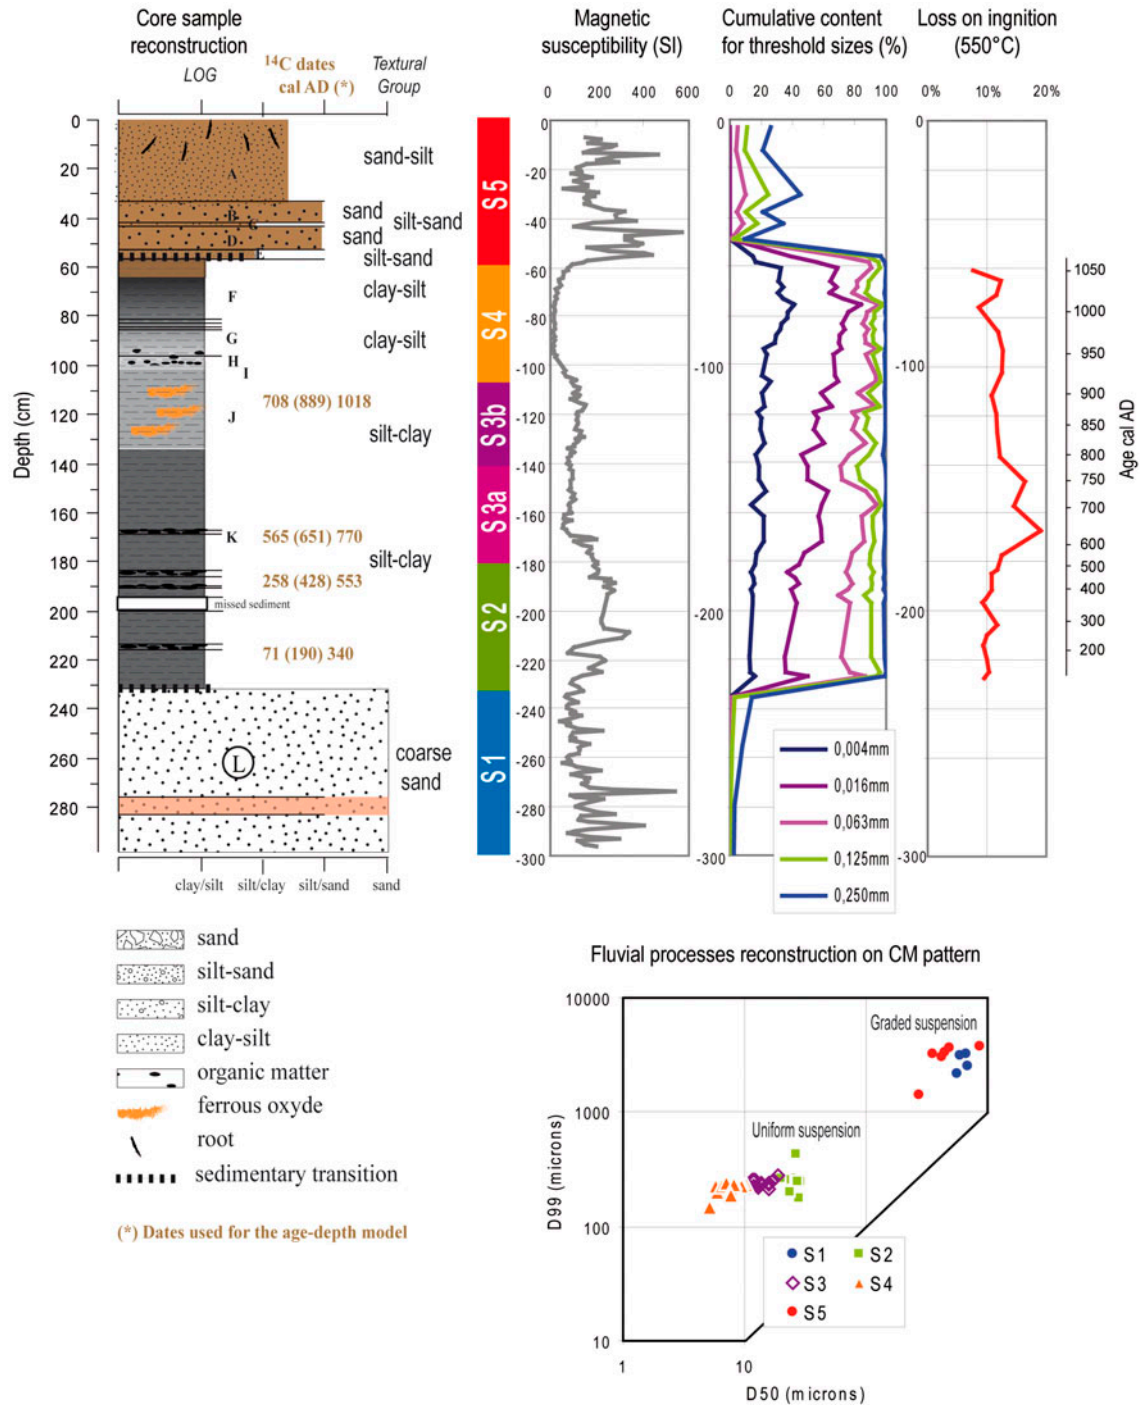 Core sample
reconstruction
LOG
14C dates
cal AD (*)
Textural
Group
Magnetic
susceptibility (SI)
Cumulative content
for threshold sizes (%)
Loss on ingnition
(550°C)
0 200 400 600
0 20 40 60 80 100
0% 10% 20%
Depth (cm)
0
20
40
60
80
100
120
140
160
180
200
220
240
260
280
A
B
C
D
E
F
G
H
I
J
K
L
missed sediment
708 (889) 1018
565 (651) 770
258 (428) 553
71 (190) 340
sand-silt
sand
silt-sand
sand
silt-sand
clay-silt
clay-silt
silt-clay
silt-clay
coarse
sand
clay/silt silt/clay silt/sand sand
S5
S4
S3b
S3a
S2
S1
0
-20
-40
-60
-80
-100
-120
-140
-160
-180
-200
-220
-240
-260
-280
-300
0
-100
-200
-300
0,004mm
0,016mm
0,063mm
0,125mm
0,250mm
0
-100
-200
-300
1050
1000
950
900
850
800
750
700
600
500
400
300
200
Age cal AD
sand
silt-sand
silt-clay
clay-silt
organic matter
ferrous oxyde
root
sedimentary transition
(*) Dates used for the age-depth model
Fluvial processes reconstruction on CM pattern
Graded suspension
Uniform suspension
D99 (microns)
10000
1000
100
10
1 10
D50 (microns)
S1 S2
S3 S4
S5